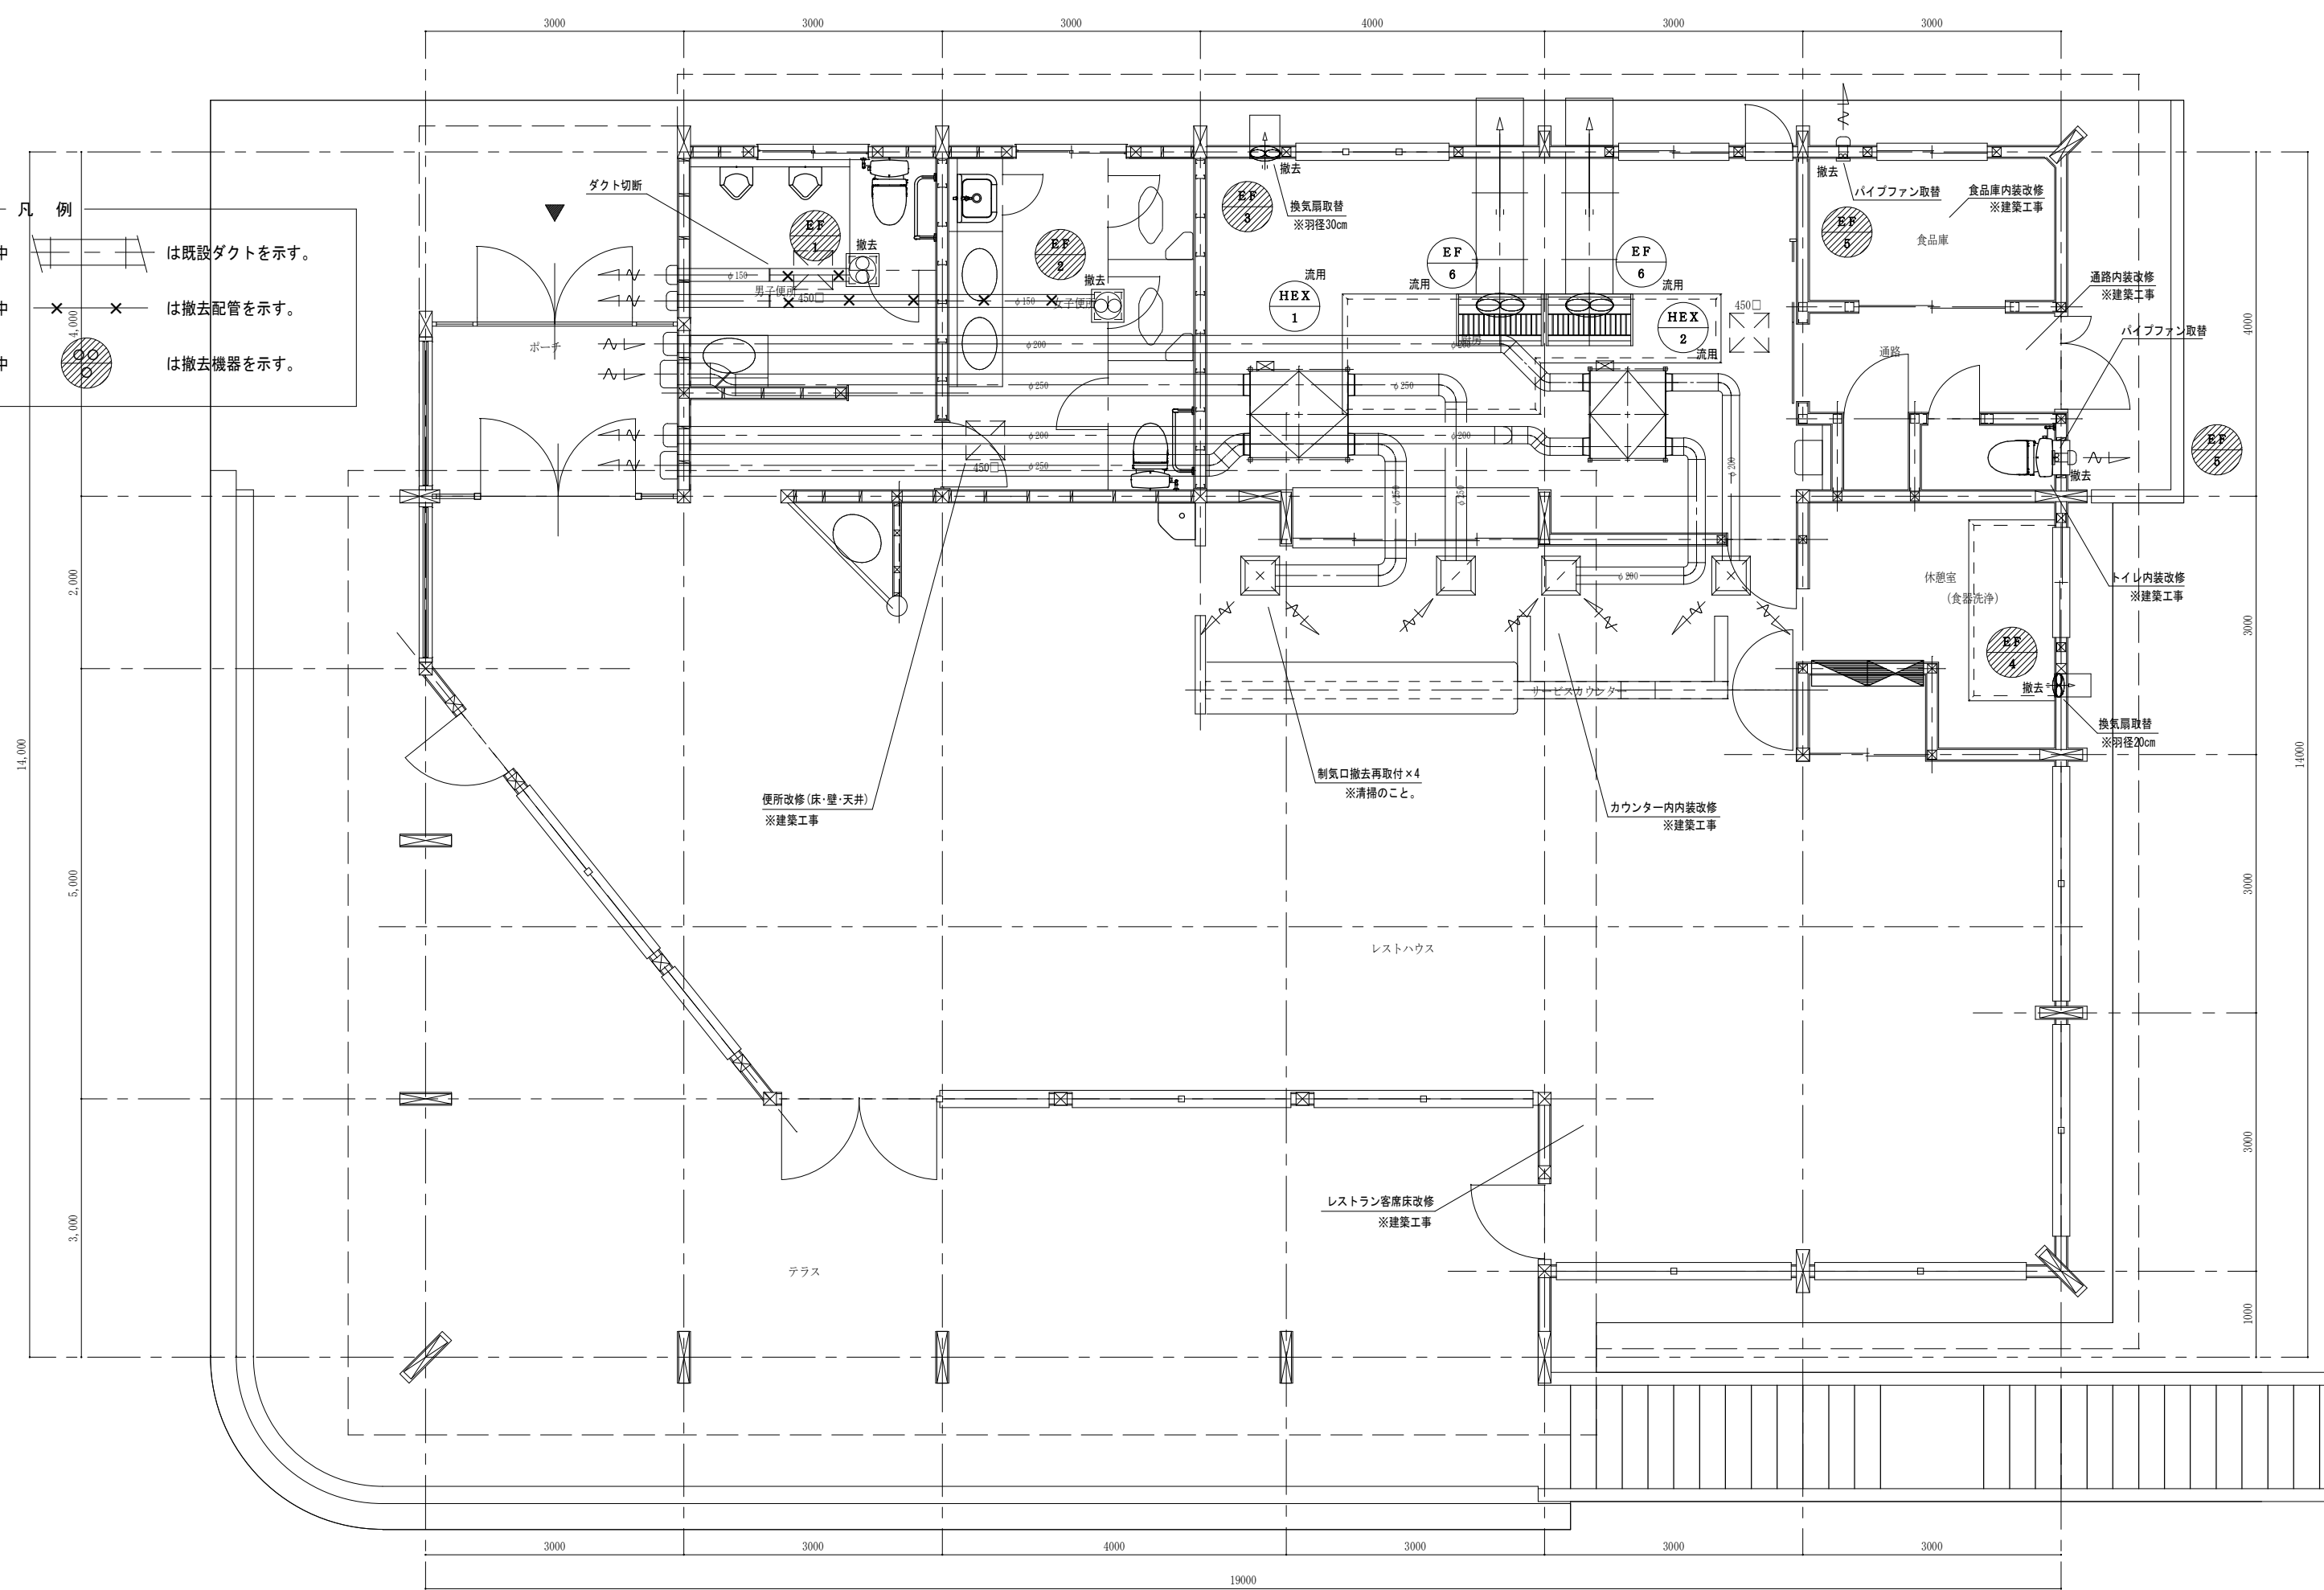 3000
3000
3000
4000
3000
3000
凡 例
中
は既設ダクトを示す。
中
は撤去配管を示す。
中
は撤去機器を示す。
ダクト切断
EF
1
撤去
φ150
男子便所
450□
EF
2
撤去
φ150
女子便所
EF
3
撤去
換気扇取替
※羽径30cm
流用
HEX
1
流用
EF
6
EF
6
流用
HEX
2
流用
厨房
450□
撤去
パイプファン取替
EF
5
食品庫内装改修
※建築工事
食品庫
通路内装改修
※建築工事
パイプファン取替
通路
EF
5
撤去
トイレ内装改修
※建築工事
ポーチ
φ200
φ200
φ250
φ250
φ200
φ200
φ250
450□
φ250
φ250
φ200
φ200
休憩室
(食器洗浄)
EF
4
撤去
換気扇取替
※羽径20cm
サービスカウンター
便所改修(床･壁･天井)
※建築工事
制気口撤去再取付×4
※清掃のこと。
カウンター内内装改修
※建築工事
レストハウス
レストラン客席床改修
※建築工事
テラス
14,000
4,000
2,000
5,000
3,000
4000
3000
3000
3000
1000
14000
3000
3000
4000
3000
3000
3000
19000